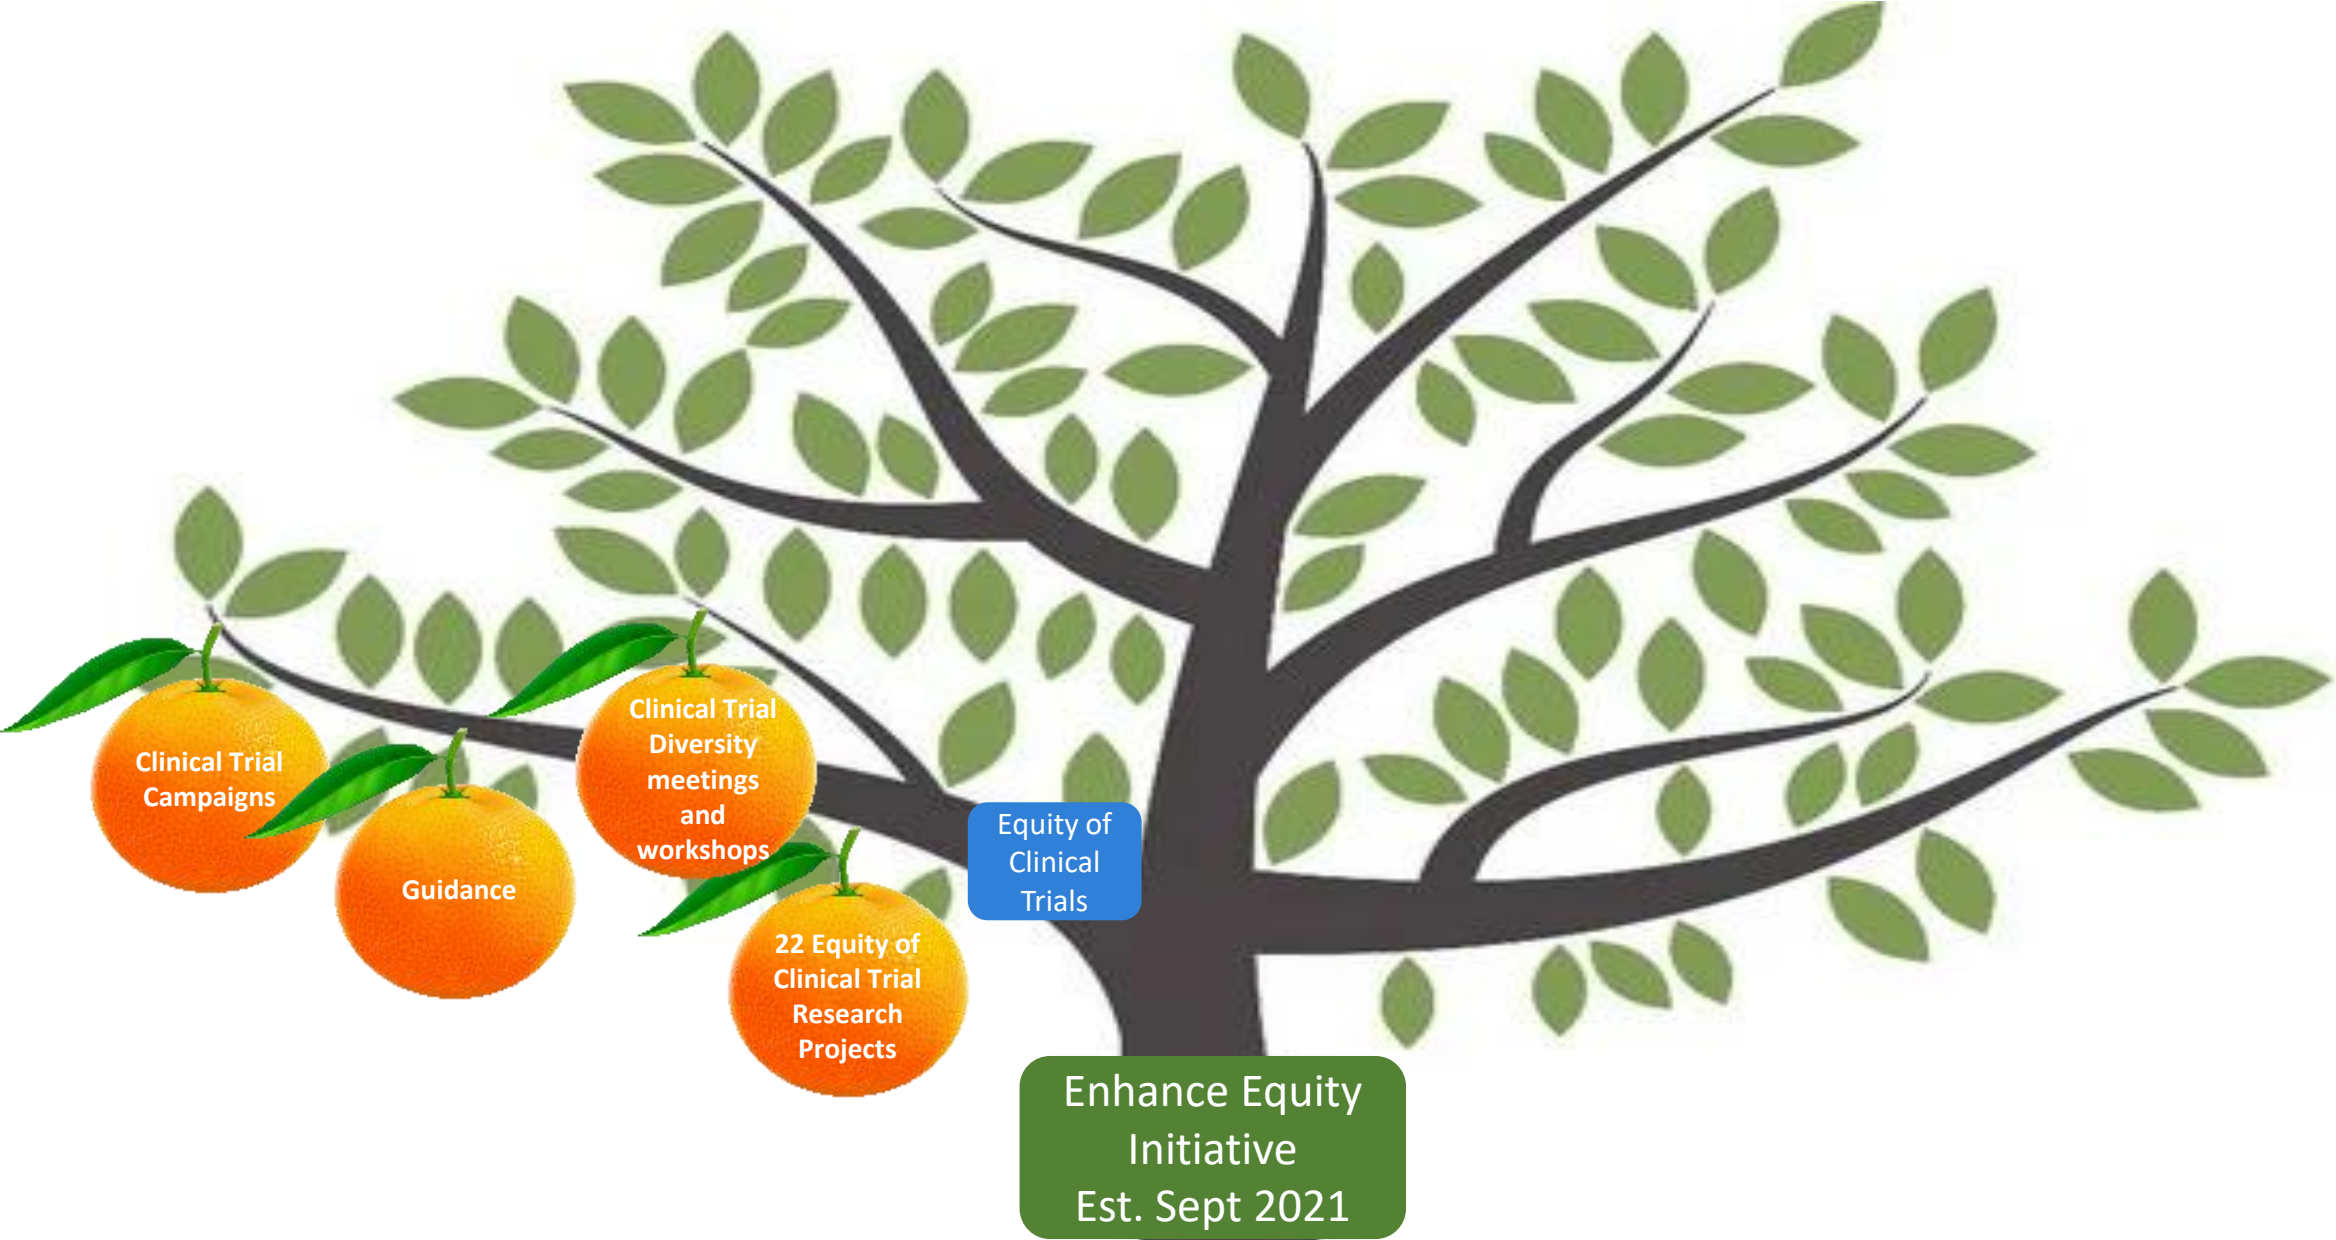 Clinical Trial
Campaigns
Guidance
Clinical Trial
Diversity
meetings
and
workshops
22 Equity of
Clinical Trial
Research
Projects
Equity of
Clinical
Trials
Enhance Equity
Initiative
Est. Sept 2021